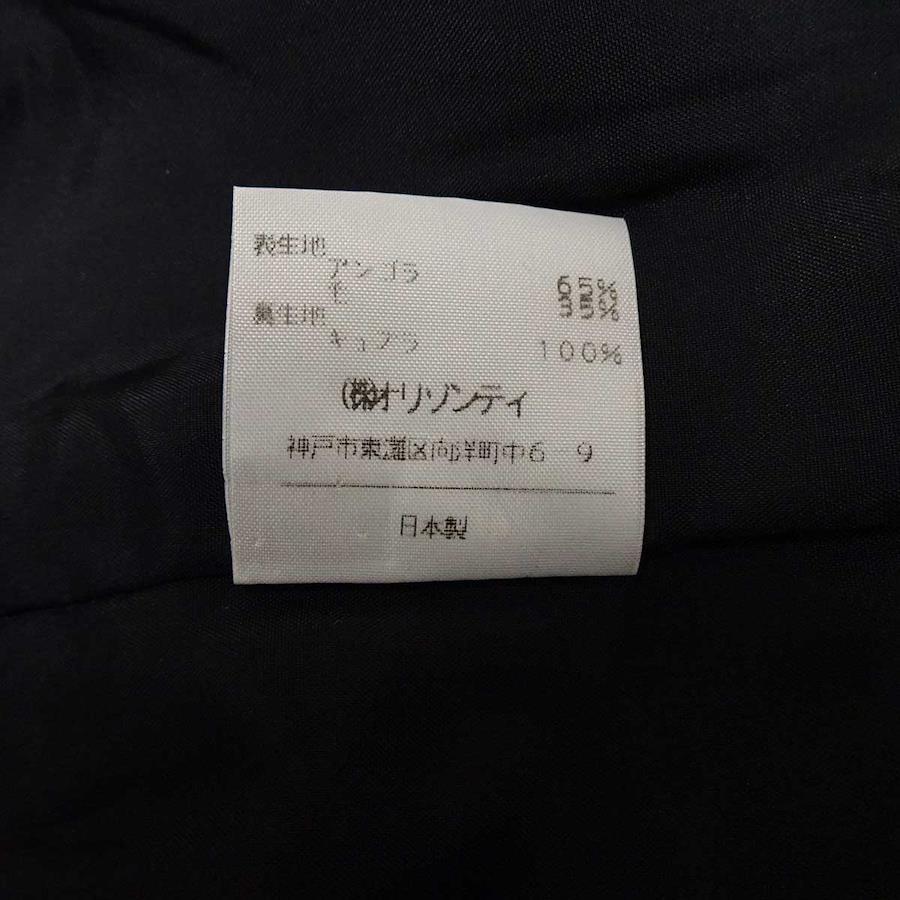 表生地
アンゴラ 65%
毛 35%
裏生地
キュプラ 100%
(株)オリゾンティ
神戸市東灘区向洋町中6 9
日本製